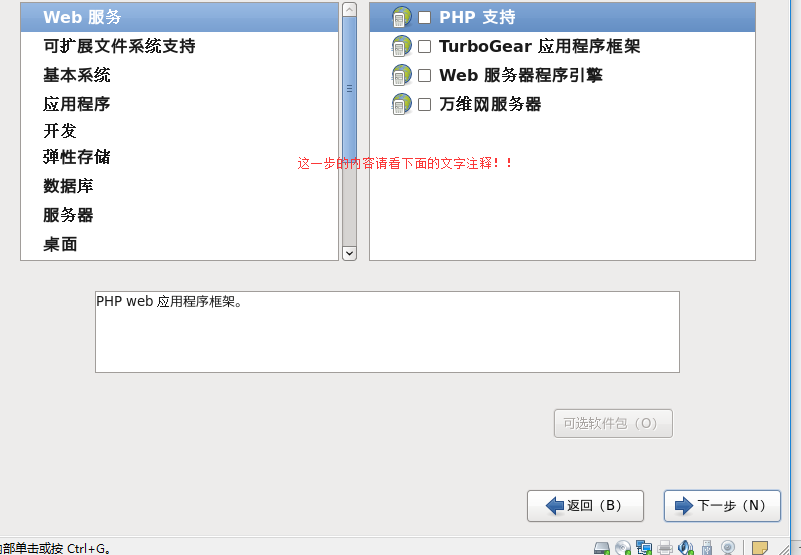 Web 服务
可扩展文件系统支持
基本系统
应用程序
开发
弹性存储
数据库
服务器
桌面
PHP 支持
TurboGear 应用程序框架
Web 服务器程序引擎
万维网服务器
这一步的内容请看下面的文字注释！！
PHP web 应用程序框架。
可选软件包（O）
返回（B）
下一步（N）
部单击或按 Ctrl+G。